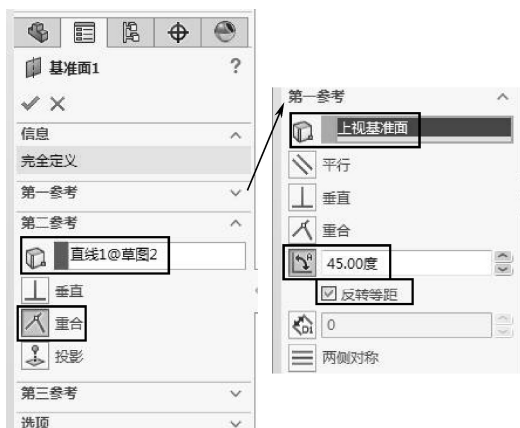 基准面1
?
信息
完全定义
第一参考
第二参考
直线1@草图2
垂直
重合
投影
第三参考
选项
第一参考
上视基准面
平行
垂直
重合
45.00度
反转等距
0
两侧对称